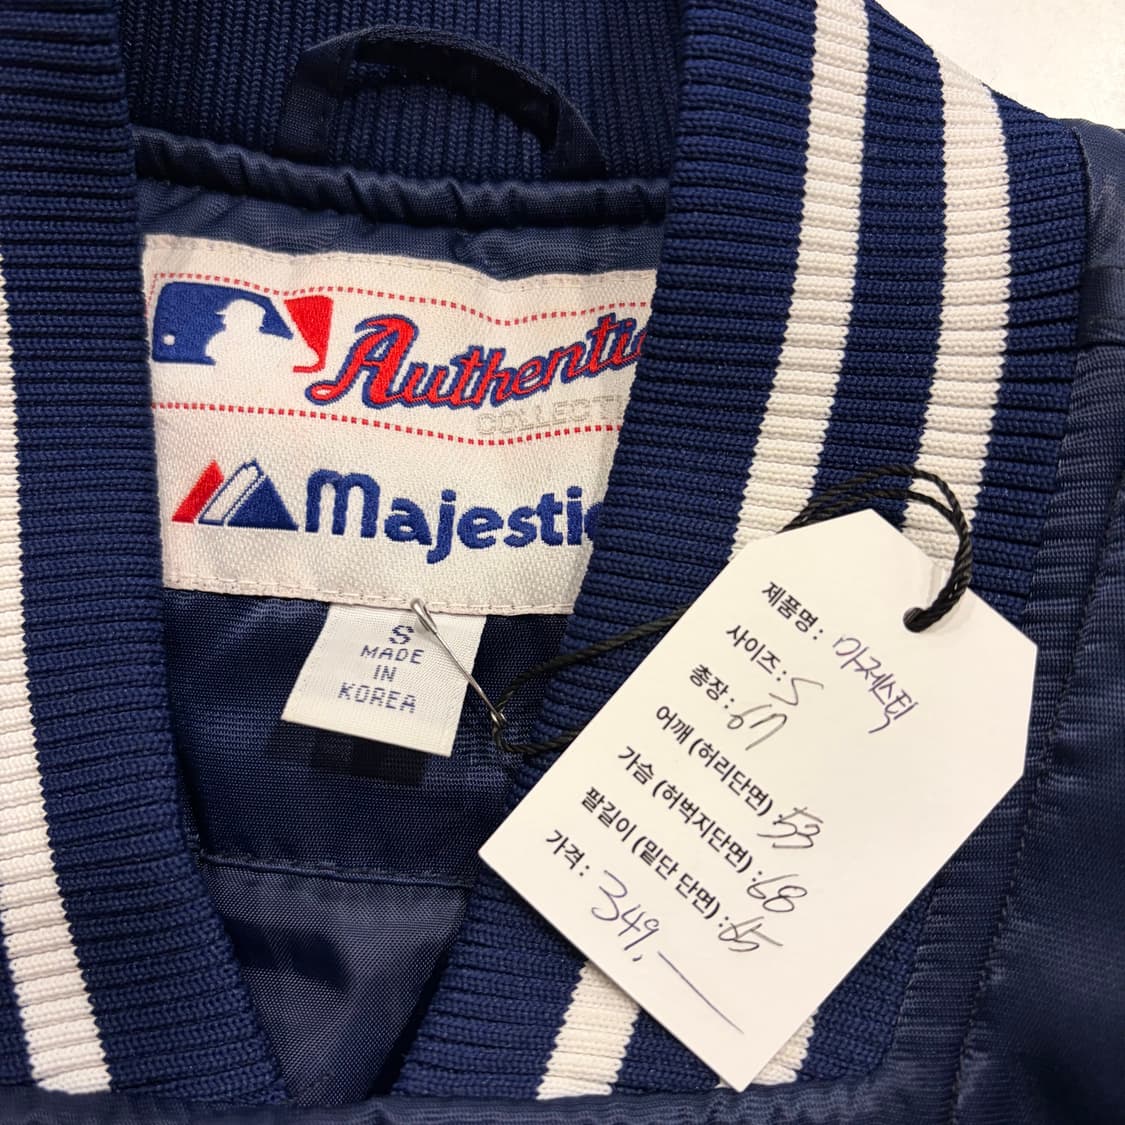 Authentic
COLLECTI
Majestic
S
MADE
IN
KOREA
제품명 : 마제스틱
사이즈 : S
총장 : 67
어깨 (허리단면) : 53
가슴 (허벅지단면) : 68
팔길이 (밑단 단면) : 65
가격 : 349,—